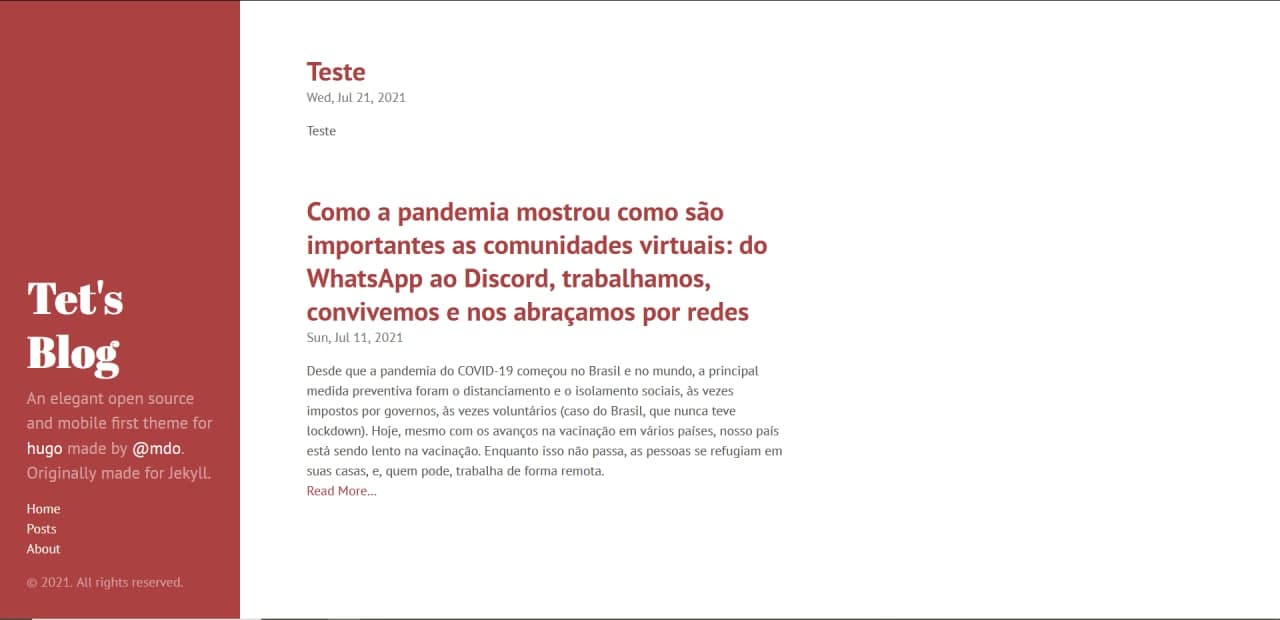 Tet's
Blog
An elegant open source
and mobile first theme for
hugo made by @mdo.
Originally made for Jekyll.
Home
Posts
About
© 2021. All rights reserved.
Teste
Wed, Jul 21, 2021
Teste
Como a pandemia mostrou como são
importantes as comunidades virtuais: do
WhatsApp ao Discord, trabalhamos,
convivemos e nos abraçamos por redes
Sun, Jul 11, 2021
Desde que a pandemia do COVID-19 começou no Brasil e no mundo, a principal
medida preventiva foram o distanciamento e o isolamento sociais, às vezes
impostos por governos, às vezes voluntários (caso do Brasil, que nunca teve
lockdown). Hoje, mesmo com os avanços na vacinação em vários países, nosso país
está sendo lento na vacinação. Enquanto isso não passa, as pessoas se refugiam em
suas casas, e, quem pode, trabalha de forma remota.
Read More...